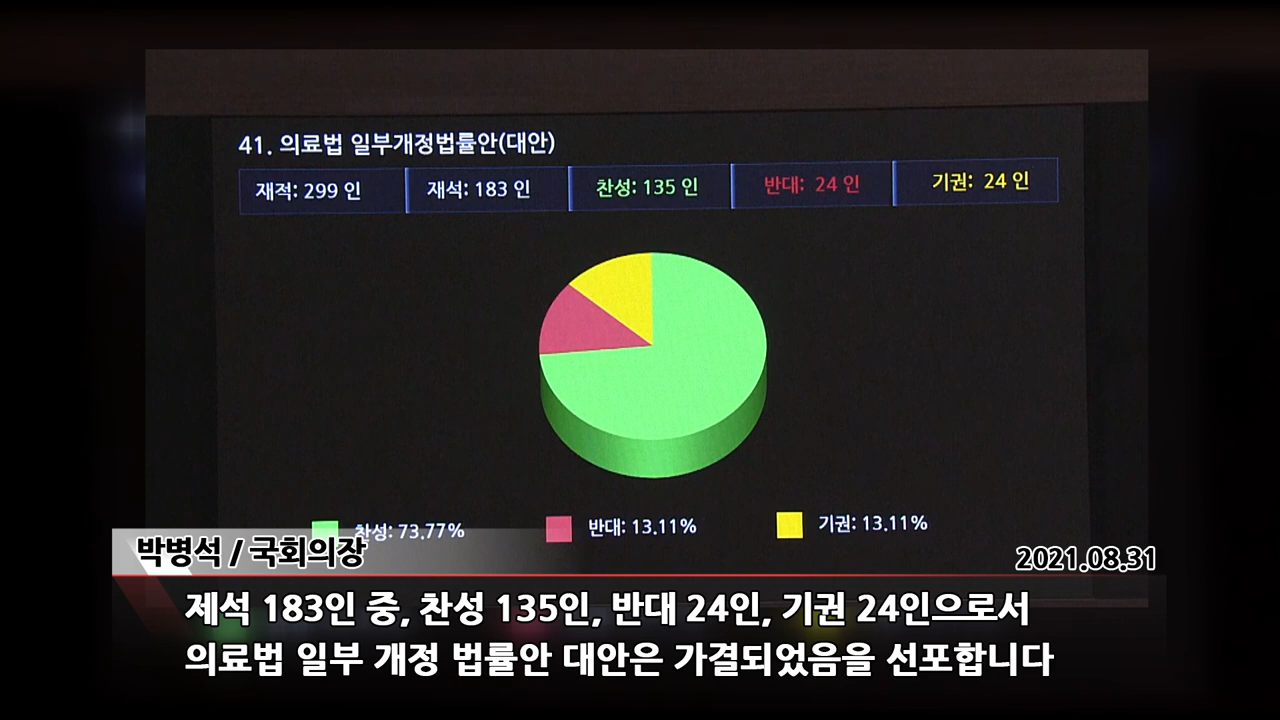 41. 의료법 일부개정법률안(대안)
재적: 299 인
재석: 183 인
찬성: 135 인
반대: 24 인
기권: 24 인
찬성: 73.77%
반대: 13.11%
기권: 13.11%
박병석 / 국회의장
2021.08.31
제석 183인 중, 찬성 135인, 반대 24인, 기권 24인으로서
의료법 일부 개정 법률안 대안은 가결되었음을 선포합니다